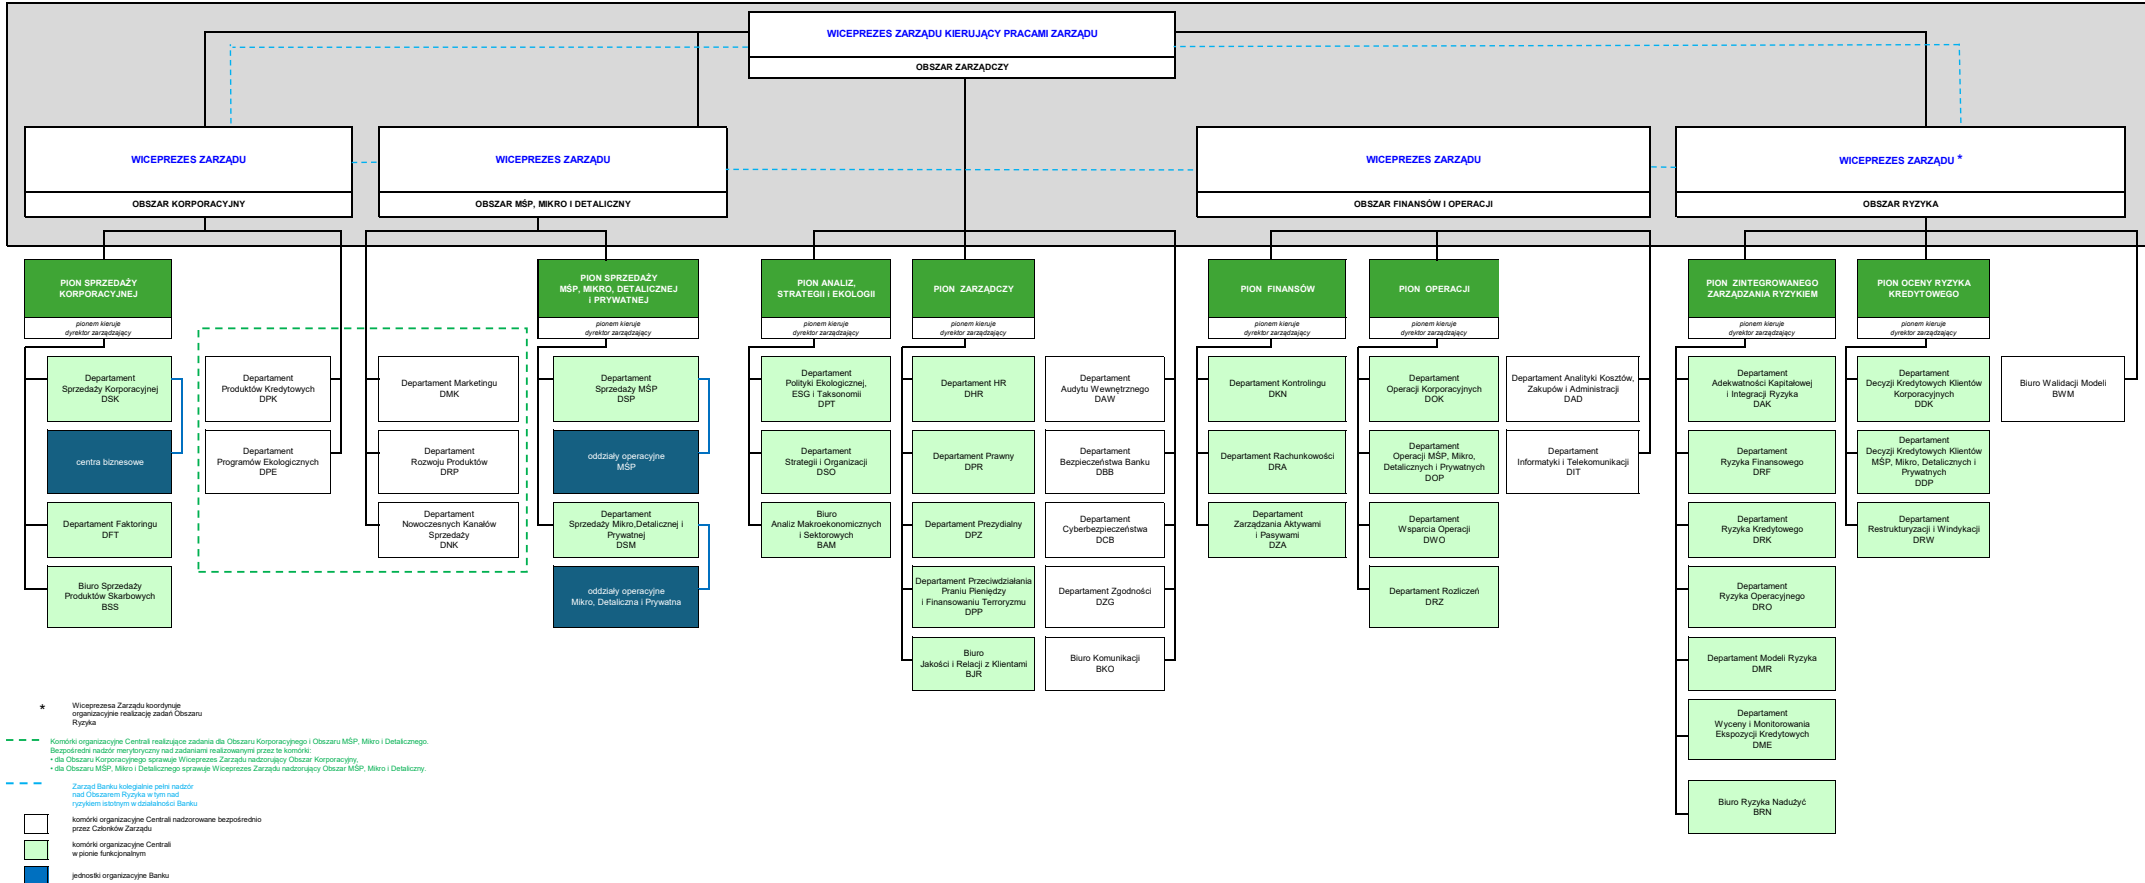 WICEPREZES ZARZĄDU KIERUJĄCY PRACAMI ZARZĄDU
OBSZAR ZARZĄDCZY
WICEPREZES ZARZĄDU
OBSZAR KORPORACYJNY
WICEPREZES ZARZĄDU
OBSZAR MŚP, MIKRO I DETALICZNY
WICEPREZES ZARZĄDU
OBSZAR FINANSÓW I OPERACJI
WICEPREZES ZARZĄDU *
OBSZAR RYZYKA
PION SPRZEDAŻY
KORPORACYJNEJ
pionem kieruje
dyrektor zarządzający
Departament
Sprzedaży Korporacyjnej
DSK
centra biznesowe
Departament Faktoringu
DFT
Biuro Sprzedaży
Produktów Skarbowych
BSS
Departament
Produktów Kredytowych
DPK
Departament
Programów Ekologicznych
DPE
Departament Marketingu
DMK
Departament
Rozwoju Produktów
DRP
Departament
Nowoczesnych Kanałów
Sprzedaży
DNK
PION SPRZEDAŻY
MŚP, MIKRO, DETALICZNEJ
i PRYWATNEJ
pionem kieruje
dyrektor zarządzający
Departament
Sprzedaży MŚP
DSP
oddziały operacyjne
MŚP
Departament
Sprzedaży Mikro,Detalicznej i
Prywatnej
DSM
oddziały operacyjne
Mikro, Detaliczna i Prywatna
PION ANALIZ,
STRATEGII i EKOLOGII
pionem kieruje
dyrektor zarządzający
Departament
Polityki Ekologicznej,
ESG i Taksonomii
DPT
Departament
Strategii i Organizacji
DSO
Biuro
Analiz Makroekonomicznych
i Sektorowych
BAM
PION ZARZĄDCZY
pionem kieruje
dyrektor zarządzający
Departament HR
DHR
Departament Prawny
DPR
Departament Prezydialny
DPZ
Departament Przeciwdziałania
Praniu Pieniędzy
i Finansowaniu Terroryzmu
DPP
Biuro
Jakości i Relacji z Klientami
BJR
Departament
Audytu Wewnętrznego
DAW
Departament
Bezpieczeństwa Banku
DBB
Departament
Cyberbezpieczeństwa
DCB
Departament Zgodności
DZG
Biuro Komunikacji
BKO
PION FINANSÓW
pionem kieruje
dyrektor zarządzający
Departament Kontrolingu
DKN
Departament Rachunkowości
DRA
Departament
Zarządzania Aktywami
i Pasywami
DZA
PION OPERACJI
pionem kieruje
dyrektor zarządzający
Departament
Operacji Korporacyjnych
DOK
Departament
Operacji MŚP, Mikro,
Detalicznych i Prywatnych
DOP
Departament
Wsparcia Operacji
DWO
Departament Rozliczeń
DRZ
Departament Analityki Kosztów,
Zakupów i Administracji
DAD
Departament
Informatyki i Telekomunikacji
DIT
PION ZINTEGROWANEGO
ZARZĄDZANIA RYZYKIEM
pionem kieruje
dyrektor zarządzający
Departament
Adekwatności Kapitałowej
i Integracji Ryzyka
DAK
Departament
Ryzyka Finansowego
DRF
Departament
Ryzyka Kredytowego
DRK
Departament
Ryzyka Operacyjnego
DRO
Departament Modeli Ryzyka
DMR
Departament
Wyceny i Monitorowania
Ekspozycji Kredytowych
DME
Biuro Ryzyka Nadużyć
BRN
PION OCENY RYZYKA
KREDYTOWEGO
pionem kieruje
dyrektor zarządzający
Departament
Decyzji Kredytowych Klientów
Korporacyjnych
DDK
Departament
Decyzji Kredytowych Klientów
MŚP, Mikro, Detalicznych i
Prywatnych
DDP
Departament
Restrukturyzacji i Windykacji
DRW
Biuro Walidacji Modeli
BWM
* Wiceprezesa Zarządu koordynuje
organizacyjnie realizację zadań Obszaru
Ryzyka
Komórki organizacyjne Centrali realizujące zadania dla Obszaru Korporacyjnego i Obszaru MŚP, Mikro i Detalicznego.
Bezpośredni nadzór merytoryczny nad zadaniami realizowanymi przez te komórki:
• dla Obszaru Korporacyjnego sprawuje Wiceprezes Zarządu nadzorujący Obszar Korporacyjny,
• dla Obszaru MŚP, Mikro i Detalicznego sprawuje Wiceprezes Zarządu nadzorujący Obszar MŚP, Mikro i Detaliczny.
Zarząd Banku kolegialnie pełni nadzór
nad Obszarem Ryzyka w tym nad
ryzykiem istotnym w działalności Banku
komórki organizacyjne Centrali nadzorowane bezpośrednio
przez Członków Zarządu
komórki organizacyjne Centrali
w pionie funkcjonalnym
jednostki organizacyjne Banku